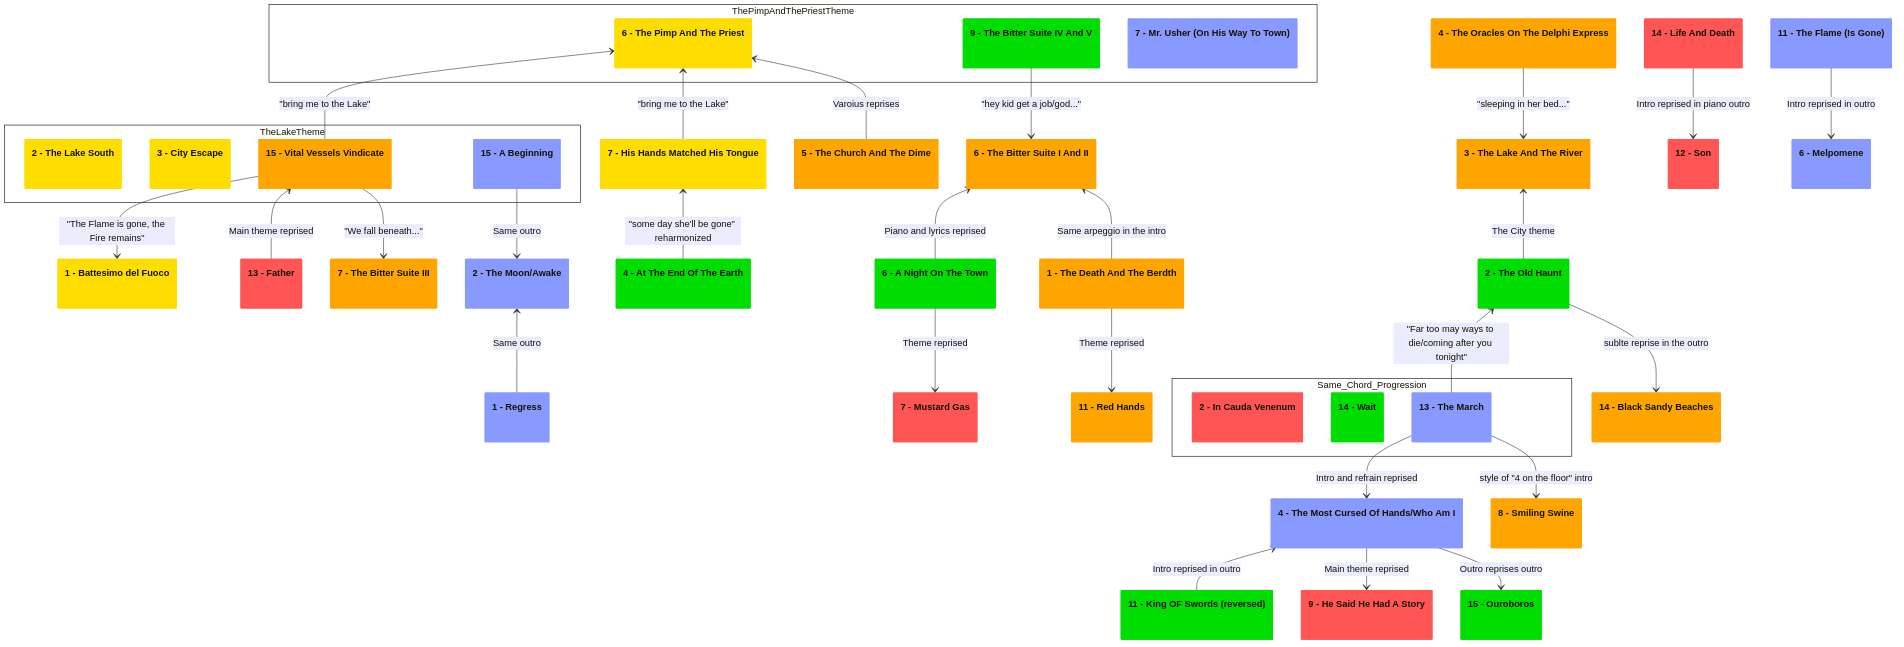 ThePimpAndThePriestTheme
6 - The Pimp And The Priest
9 - The Bitter Suite IV And V
7 - Mr. Usher (On His Way To Town)
4 - The Oracles On The Delphi Express
14 - Life And Death
11 - The Flame (Is Gone)
"bring me to the Lake"
"bring me to the Lake"
Varoius reprises
"hey kid get a job/god..."
"sleeping in her bed..."
Intro reprised in piano outro
Intro reprised in outro
TheLakeTheme
2 - The Lake South
3 - City Escape
15 - Vital Vessels Vindicate
15 - A Beginning
7 - His Hands Matched His Tongue
5 - The Church And The Dime
6 - The Bitter Suite I And II
3 - The Lake And The River
12 - Son
6 - Melpomene
"The Flame is gone, the
Fire remains"
Main theme reprised
"We fall beneath..."
Same outro
"some day she'll be gone"
reharmonized
Piano and lyrics reprised
Same arpeggio in the intro
The City theme
1 - Battesimo del Fuoco
13 - Father
7 - The Bitter Suite III
2 - The Moon/Awake
4 - At The End Of The Earth
6 - A Night On The Town
1 - The Death And The Berdth
2 - The Old Haunt
Same outro
Theme reprised
Theme reprised
"Far too may ways to
die/coming after you
tonight"
sublte reprise in the outro
Same_Chord_Progression
1 - Regress
7 - Mustard Gas
11 - Red Hands
2 - In Cauda Venenum
14 - Wait
13 - The March
14 - Black Sandy Beaches
Intro and refrain reprised
style of "4 on the floor" intro
4 - The Most Cursed Of Hands/Who Am I
8 - Smiling Swine
Intro reprised in outro
Main theme reprised
Outro reprises outro
11 - King OF Swords (reversed)
9 - He Said He Had A Story
15 - Ouroboros